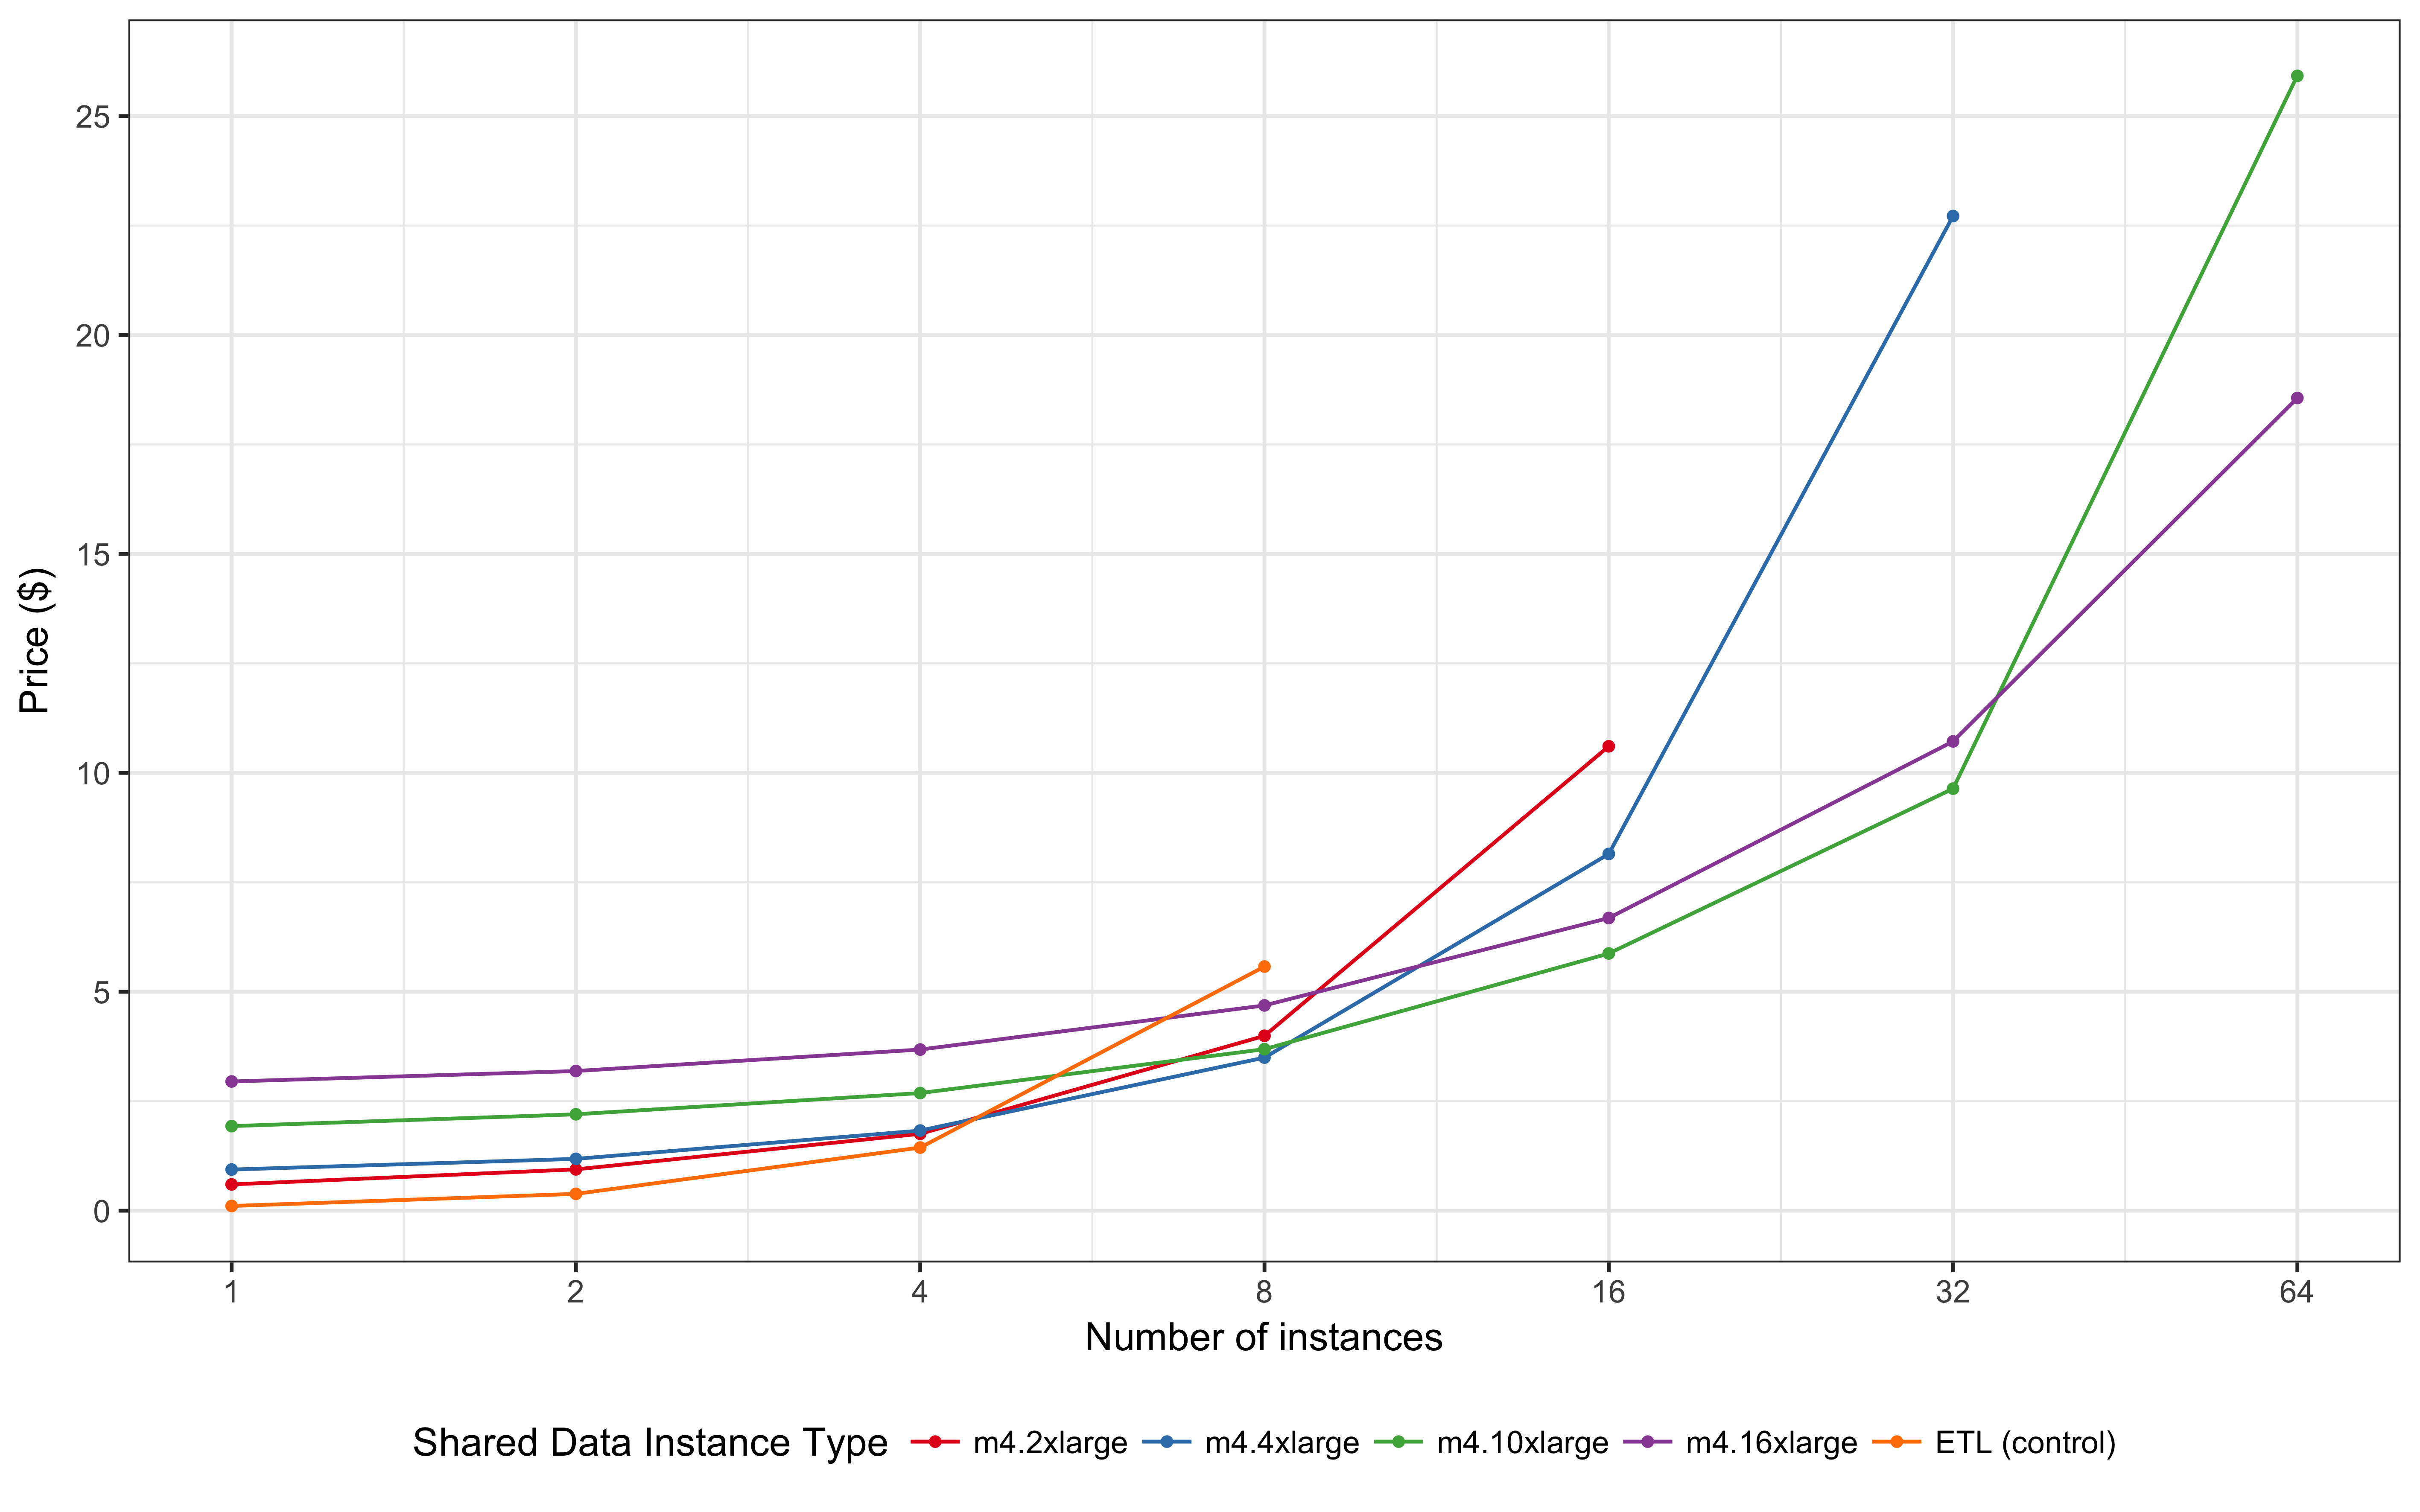 25
20
15
10
5
0
Price ($)
1 2 4 8 16 32 64
Number of instances
Shared Data Instance Type m4.2xlarge m4.4xlarge m4.10xlarge m4.16xlarge ETL (control)